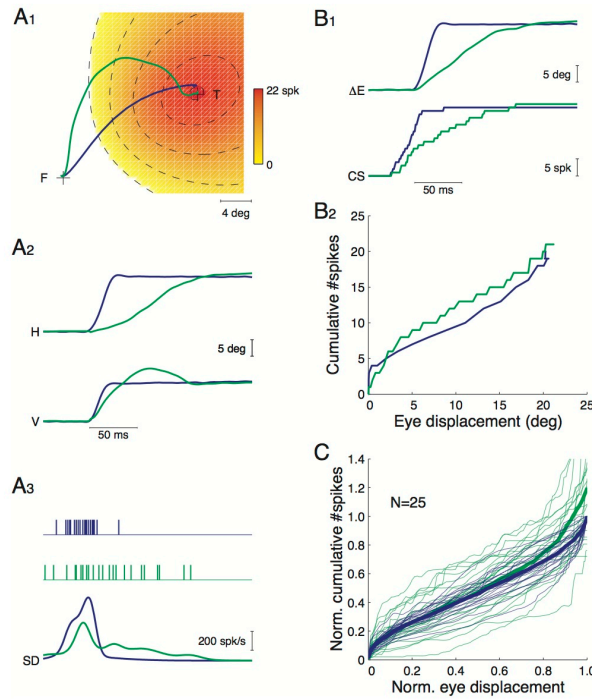 A1
22 spk
T
F
0
4 deg
A2
H
5 deg
V
50 ms
A3
200 spk/s
SD
B1
ΔE
5 deg
CS
5 spk
50 ms
B2
Cumulative #spikes
25
20
15
10
5
0
0 5 10 15 20 25
Eye displacement (deg)
C
N=25
Norm. cumulative #spikes
1.4
1.2
1.0
0.8
0.6
0.4
0.2
0
0 0.2 0.4 0.6 0.8 1.0
Norm. eye displacement